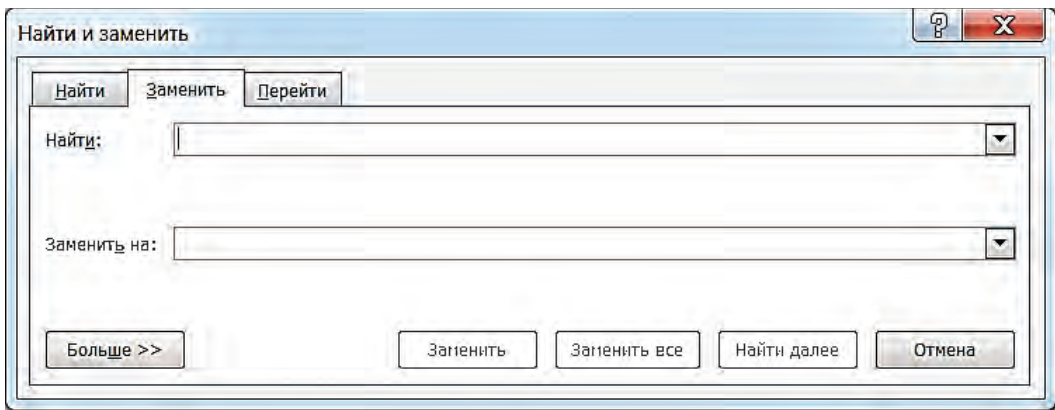 Найти и заменить
Найти Заменить Перейти
Найти:
Заменить на:
Больше >> Заменить Заменить все Найти далее Отмена